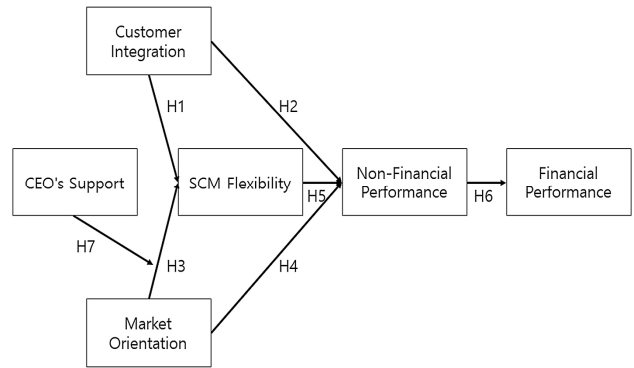 Customer
Integration
H1
H2
CEO's Support
SCM Flexibility
H5
Non-Financial
Performance
H6
Financial
Performance
H7
H3
H4
Market
Orientation